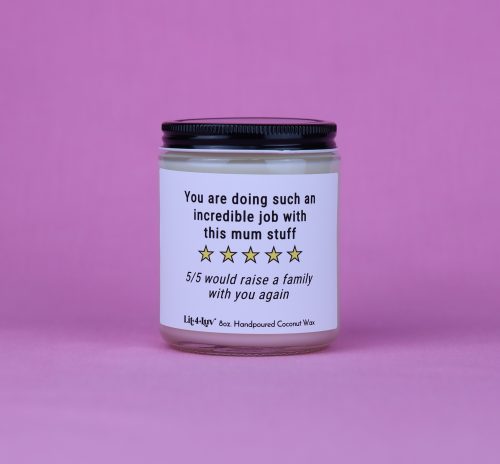 You are doing such an
incredible job with
this mum stuff
5/5 would raise a family
with you again
Lit·4·Luv 8oz. Handpoured Coconut Wax